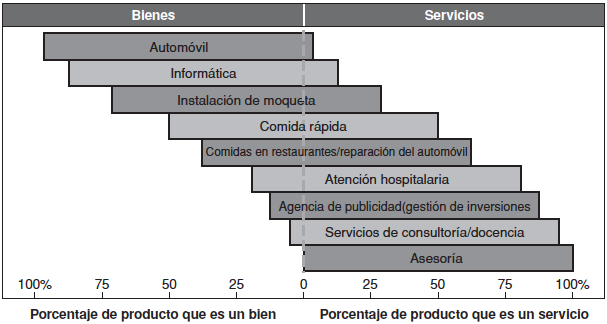 Bienes Servicios
Automóvil
Informática
Instalación de moqueta
Comida rápida
Comidas en restaurantes/reparación del automóvil
Atención hospitalaria
Agencia de publicidad(gestión de inversiones
Servicios de consultoría/docencia
Asesoría
100% 75 50 25 0 25 50 75 100%
Porcentaje de producto que es un bien Porcentaje de producto que es un servicio